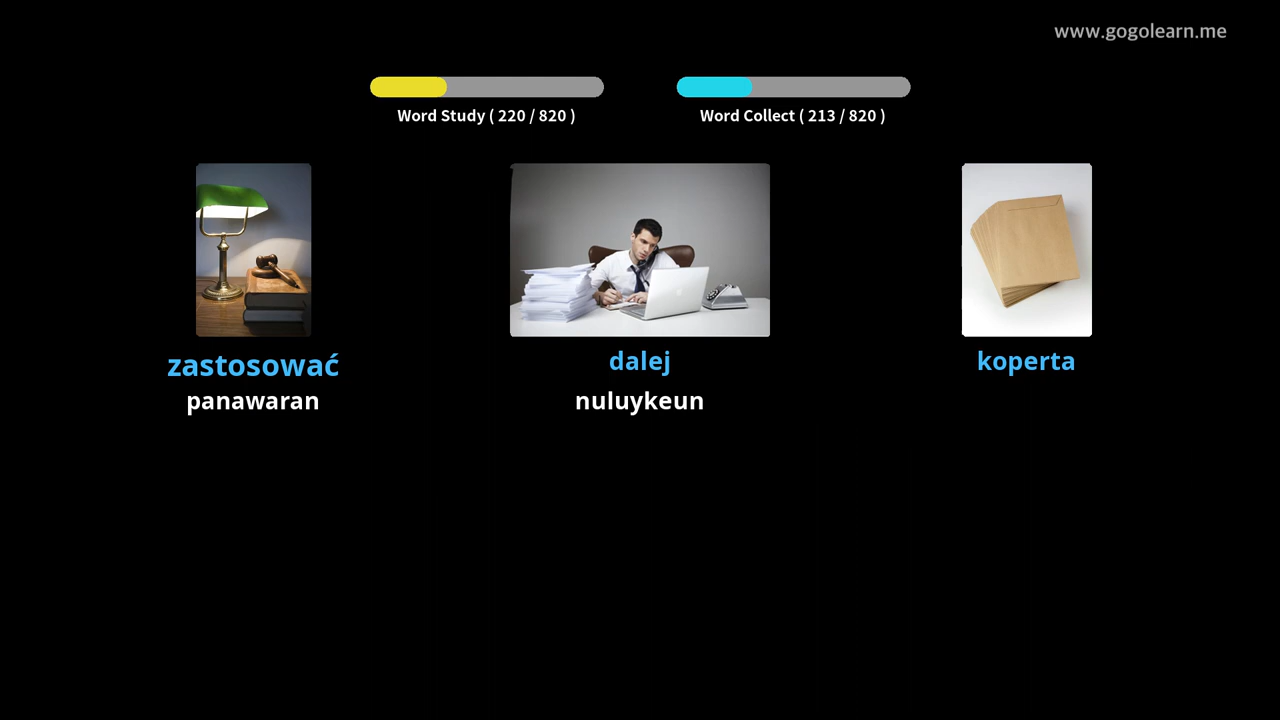 www.gogolearn.me
Word Study ( 220 / 820 )
Word Collect ( 213 / 820 )
zastosować
dalej
koperta
panawaran
nuluykeun